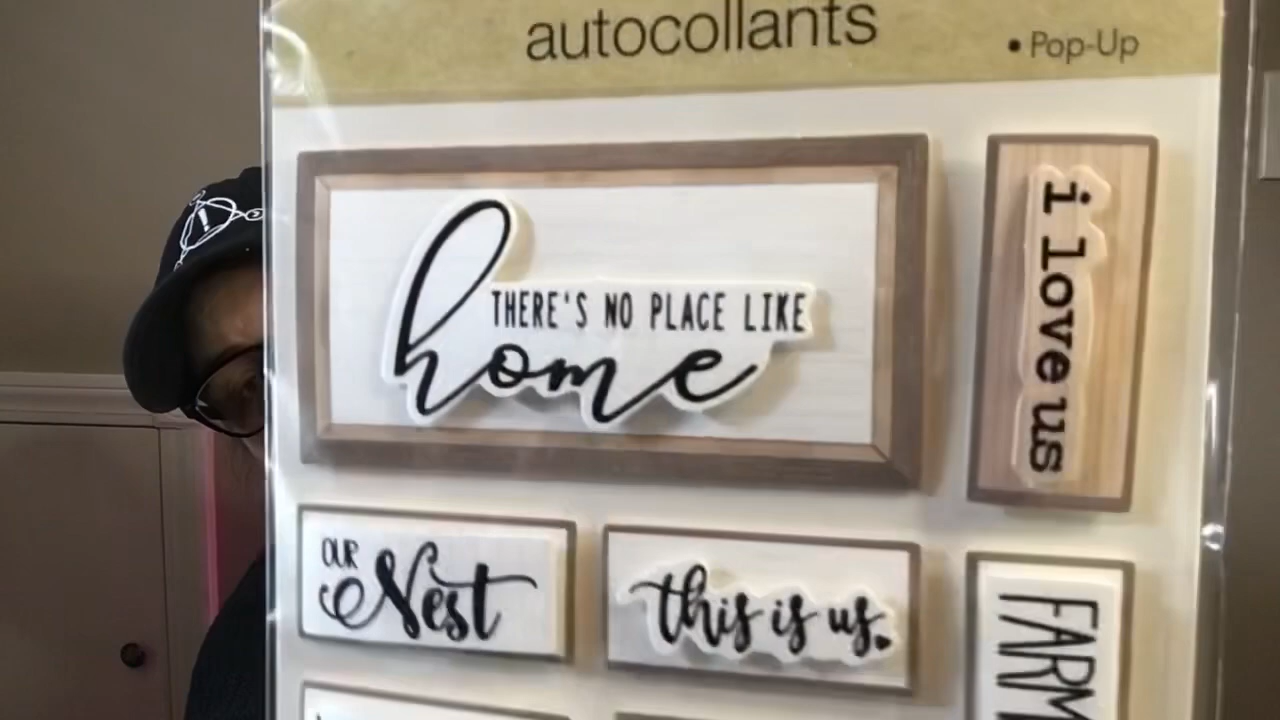 autocollants
• Pop-Up
THERE'S NO PLACE LIKE
home
i love us
OUR
Nest
this is us.
FARM